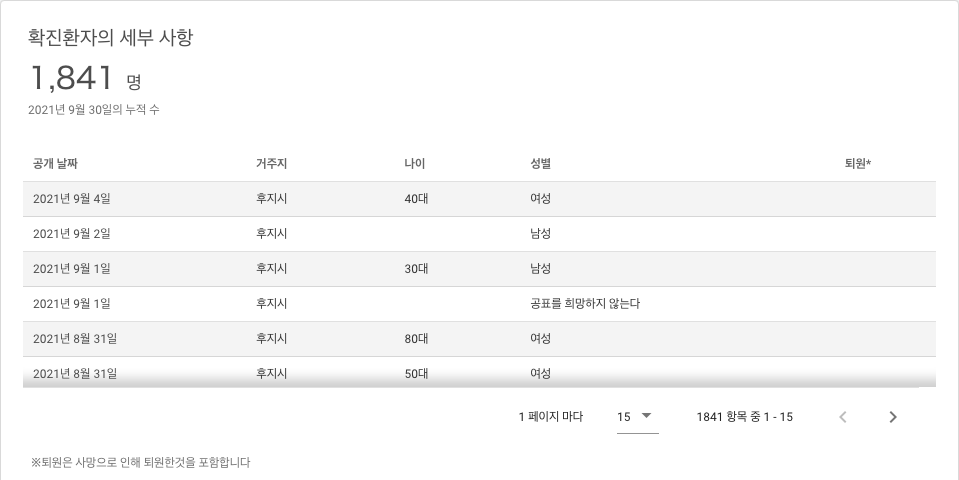 확진환자의 세부 사항
1,841 명
2021년 9월 30일의 누적 수
공개 날짜 거주지 나이 성별 퇴원*
2021년 9월 4일 후지시 40대 여성
2021년 9월 2일 후지시 남성
2021년 9월 1일 후지시 30대 남성
2021년 9월 1일 후지시 공표를 희망하지 않는다
2021년 8월 31일 후지시 80대 여성
2021년 8월 31일 후지시 50대 여성
1 페이지 마다 15 1841 항목 중 1 - 15
※퇴원은 사망으로 인해 퇴원한것을 포함합니다